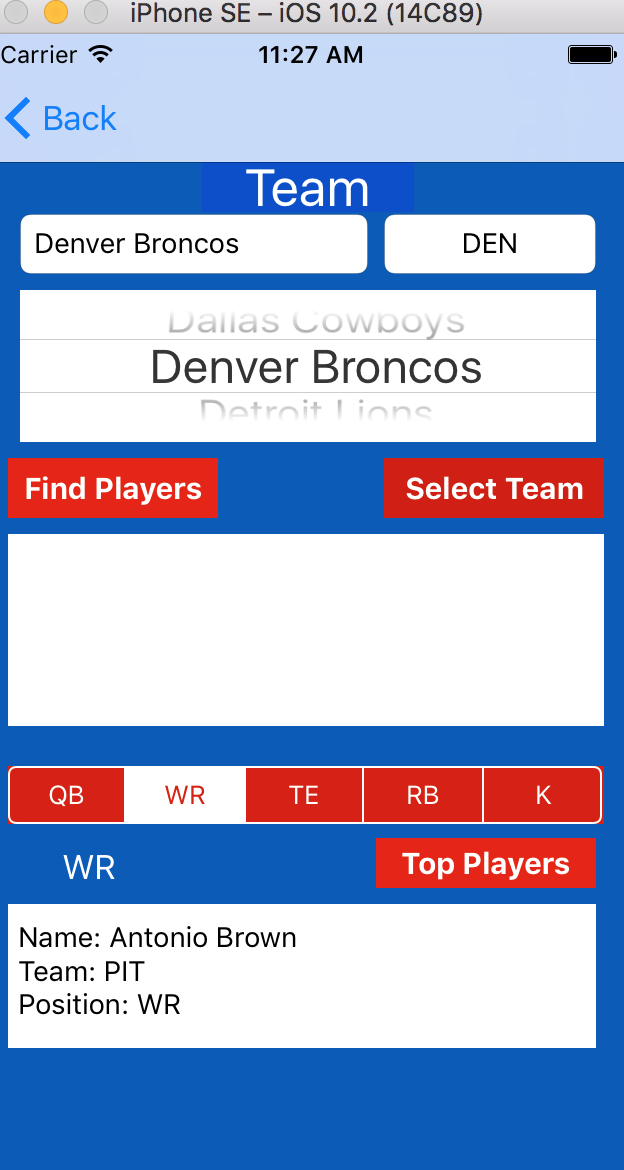 iPhone SE – iOS 10.2 (14C89)
Carrier 11:27 AM
Back
Team
Denver Broncos DEN
Dallas Cowboys
Denver Broncos
Detroit Lions
Find Players Select Team
QB WR TE RB K
WR Top Players
Name: Antonio Brown
Team: PIT
Position: WR